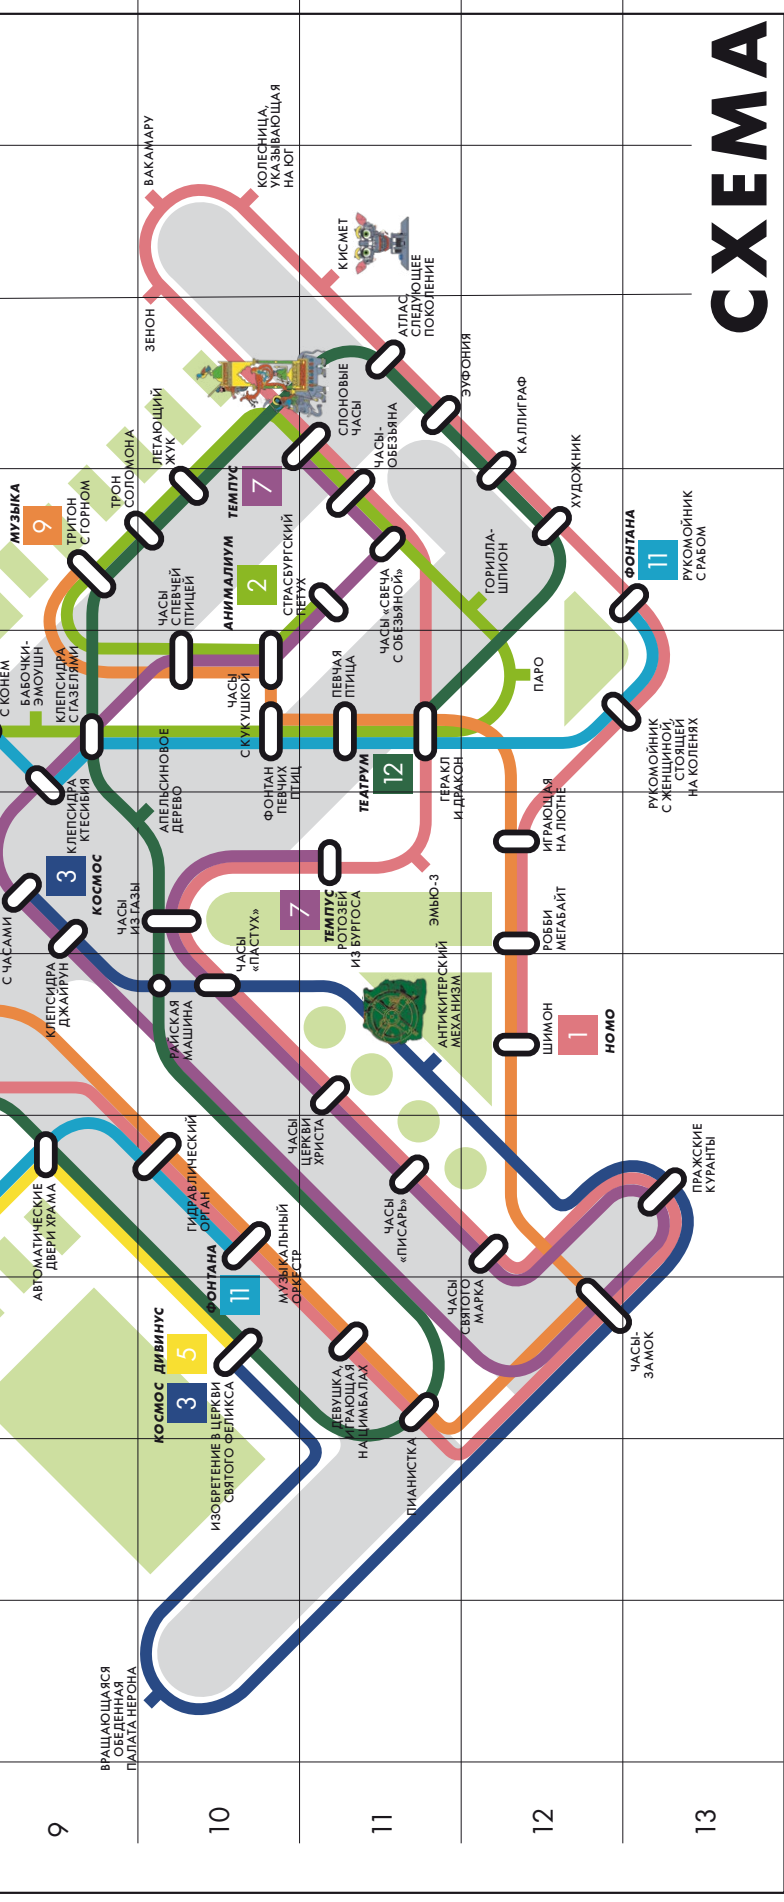 С КОНЁМ
БАБОЧКИ-
ЭМОУШН
КЛЕПСИДРА
С ГАЗЕЛЯМИ
МУЗЫКА
9
ТРИТОН
С ГОРНОМ
ТРОН
СОЛОМОНА
ЛЕТАЮЩИЙ
ЖУК
ЗЕНОН
ВАКАМАРУ
КОЛЕСНИЦА,
УКАЗЫВАЮЩАЯ
НА ЮГ
С ЧАСАМИ
КЛЕПСИДРА
ДЖАЙРУН
3
КОСМОС
КЛЕПСИДРА
КТЕСИБИЯ
АВТОМАТИЧЕСКИЕ
ДВЕРИ ХРАМА
ВРАЩАЮЩАЯСЯ
ОБЕДЕННАЯ
ПАЛАТА НЕРОНА
9
КОСМОС ДИВИНУС
3
5
ИЗОБРЕТЕНИЕ В ЦЕРКВИ
СВЯТОГО ФЕЛИКСА
ФОНТАНА
11
ГИДРАВЛИЧЕСКИЙ
ОРГАН
РАЙСКАЯ
МАШИНА
ЧАСЫ
ИЗ ГАЗЫ
ЧАСЫ
«ПАСТУХ»
АПЕЛЬСИНОВОЕ
ДЕРЕВО
ЧАСЫ
С ПЕВЧЕЙ
ПТИЦЕЙ
АНИМАЛИУМ
2
ТЕМПУС
7
ЧАСЫ
С КУКУШКОЙ
ФОНТАН
ПЕВЧИХ
ПТИЦ
СТРАСБУРГСКИЙ
ПЕТУХ
10
МУЗЫКАЛЬНЫЙ
ОРКЕСТР
ДЕВУШКА,
ИГРАЮЩАЯ
НА ЦИМБАЛАХ
ПИАНИСТКА
ЧАСЫ
ЦЕРКВИ
ХРИСТА
ЧАСЫ
«ПИСАРЬ»
7
ТЕМПУС
РОТОЗЕЙ
ИЗ БУРГОСА
ПЕВЧАЯ
ПТИЦА
ТЕАТРУМ
12
ЧАСЫ «СВЕЧА
С ОБЕЗЬЯНОЙ»
СЛОНОВЫЕ
ЧАСЫ
ЧАСЫ-
ОБЕЗЬЯНА
КИСМЕТ
АТЛАС,
СЛЕДУЮЩЕЕ
ПОКОЛЕНИЕ
11
АНТИКИТЕРСКИЙ
МЕХАНИЗМ
ЭМЬЮ-3
ГЕРАКЛ
И ДРАКОН
ЧАСЫ
СВЯТОГО
МАРКА
ГОРИЛЛА-
ШПИОН
ЭУФОНИЯ
КАЛЛИГРАФ
ХУДОЖНИК
ПАРО
ШИМОН
1
НОМО
РОББИ
МЕГАБАЙТ
ИГРАЮЩАЯ
НА ЛЮТНЕ
12
ЧАСЫ-
ЗАМОК
ПРАЖСКИЕ
КУРАНТЫ
РУКОМОЙНИК
С ЖЕНЩИНОЙ,
СТОЯЩЕЙ
НА КОЛЕНЯХ
ФОНТАНА
11
РУКОМОЙНИК
С РАБОМ
13
СХЕМА